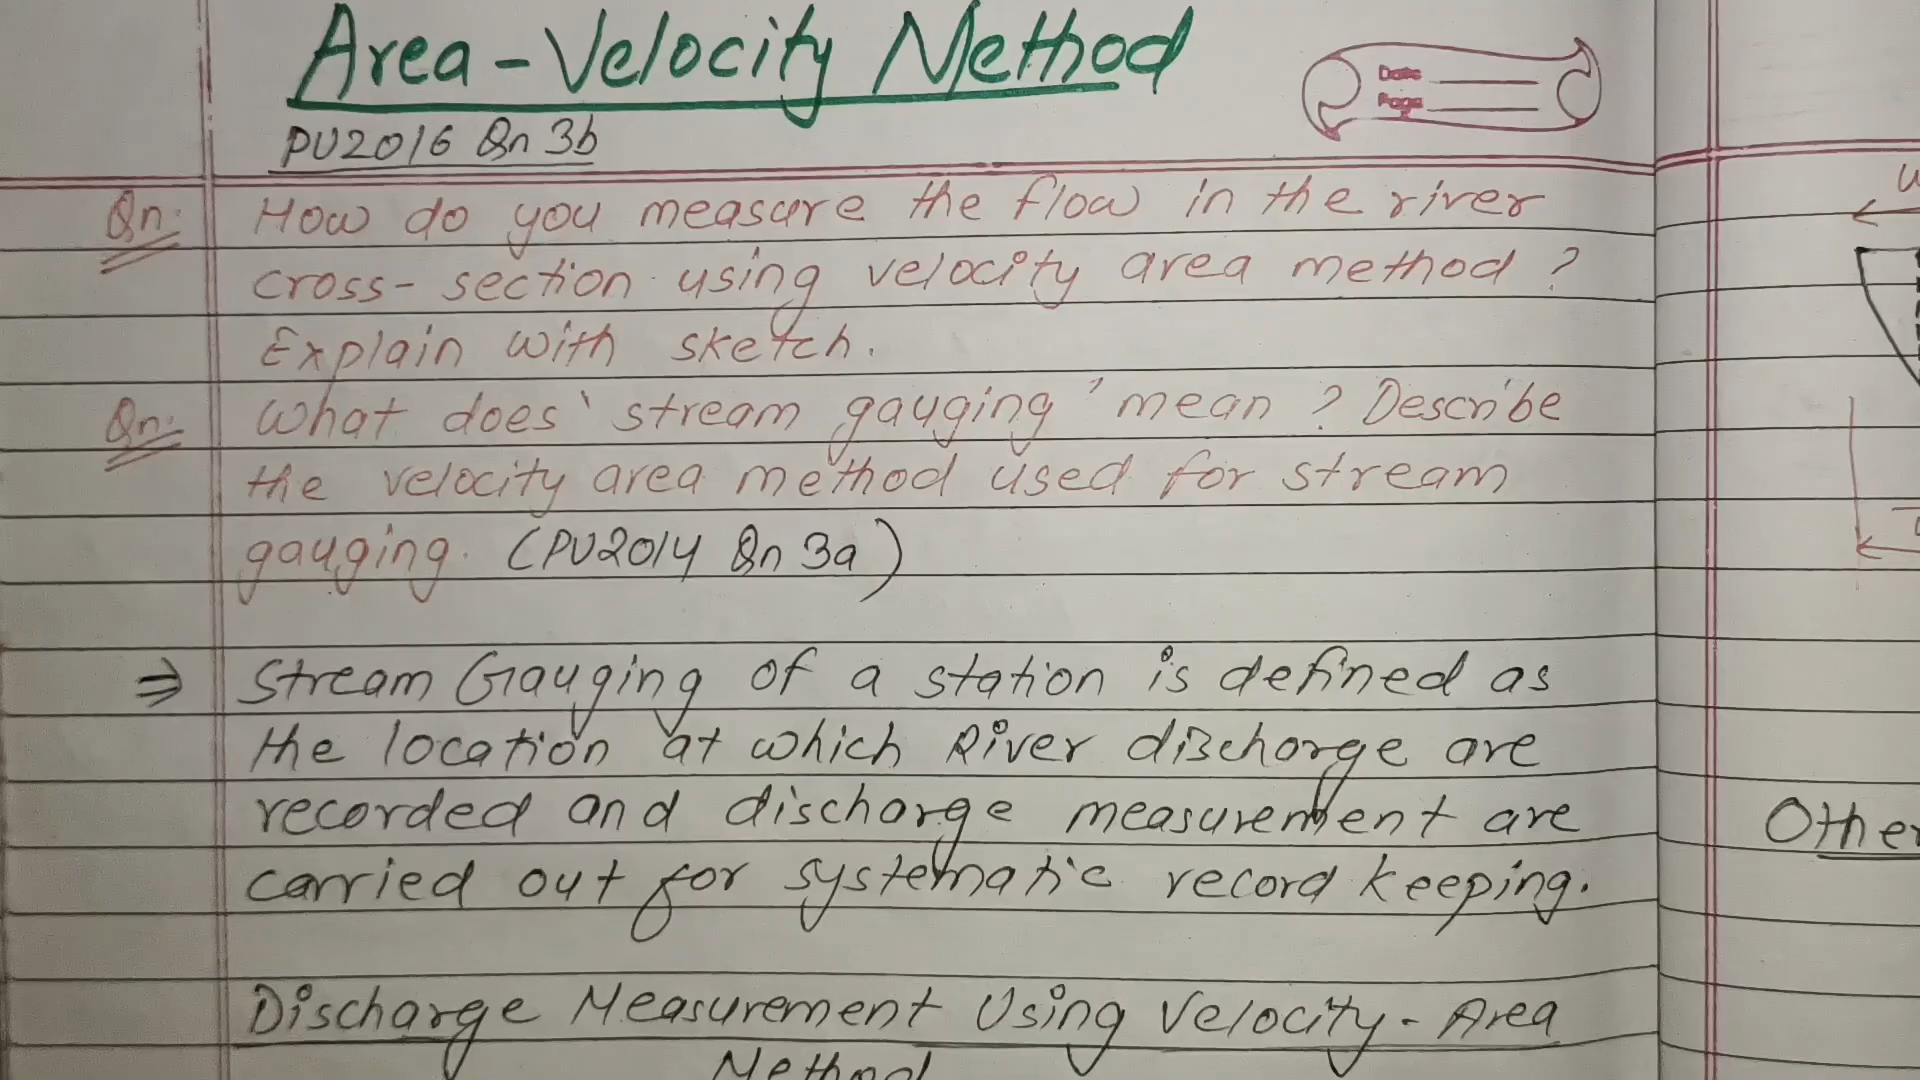 Area-Velocity Method
Date
Page
PU2016 Qn 3b
Qn: How do you measure the flow in the river
cross-section using velocity area method ?
Explain with sketch.
Qn: What does 'stream gauging' mean ? Describe
the velocity area method used for stream
gauging. (PU2014 Qn 3a)
⇒ Stream Gauging of a station is defined as
the location at which River discharge are
recorded and discharge measurement are
carried out for systematic record keeping.
Discharge Measurement Using Velocity-Area
Method
Other